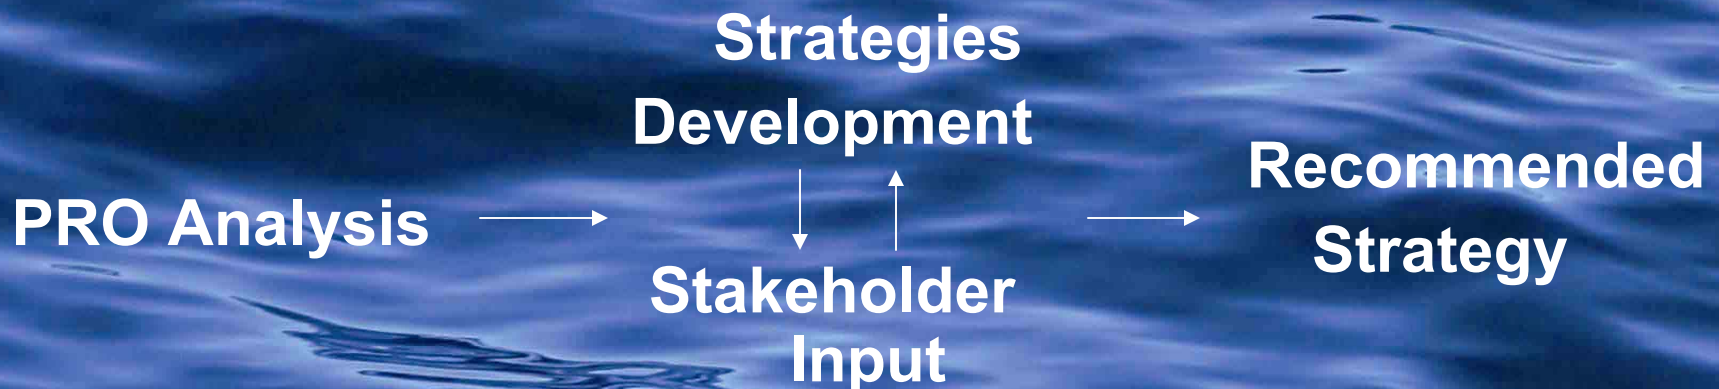 PRO Analysis
Strategies
Development
Stakeholder
Input
Recommended
Strategy